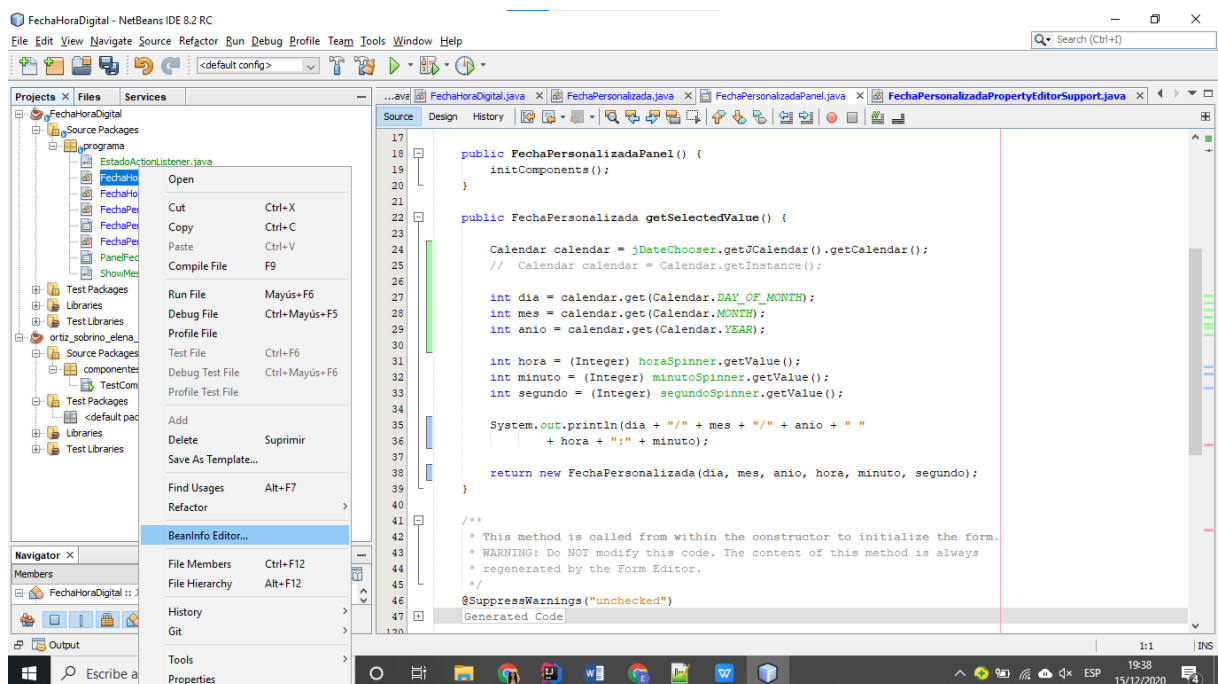 FechaHoraDigital - NetBeans IDE 8.2 RC
File Edit View Navigate Source Refactor Run Debug Profile Team Tools Window Help
Search (Ctrl+I)
<default config>
Projects Files Services
...ava FechaHoraDigital.java FechaPersonalizada.java FechaPersonalizadaPanel.java FechaPersonalizadaPropertyEditorSupport.java
Source Design History
FechaHoraDigital
Source Packages
programa
EstadoActionListener.java
FechaHo
FechaHo
FechaPer
FechaPer
FechaPer
PanelFec
ShowMes
Test Packages
Libraries
Test Libraries
ortiz_sobrino_elena_
Source Packages
componentes
TestCom
Test Packages
<default pac
Libraries
Test Libraries
Open
Cut Ctrl+X
Copy Ctrl+C
Paste Ctrl+V
Compile File F9
Run File Mayús+F6
Debug File Ctrl+Mayús+F5
Profile File
Test File Ctrl+F6
Debug Test File Ctrl+Mayús+F6
Profile Test File
Add
Delete Suprimir
Save As Template...
Find Usages Alt+F7
Refactor
BeanInfo Editor...
File Members Ctrl+F12
File Hierarchy Alt+F12
History
Git
Tools
Properties
17
18 public FechaPersonalizadaPanel() {
19 initComponents();
20 }
21
22 public FechaPersonalizada getSelectedValue() {
23
24 Calendar calendar = jDateChooser.getJCalendar().getCalendar();
25 // Calendar calendar = Calendar.getInstance();
26
27 int dia = calendar.get(Calendar.DAY_OF_MONTH);
28 int mes = calendar.get(Calendar.MONTH);
29 int anio = calendar.get(Calendar.YEAR);
30
31 int hora = (Integer) horaSpinner.getValue();
32 int minuto = (Integer) minutoSpinner.getValue();
33 int segundo = (Integer) segundoSpinner.getValue();
34
35 System.out.println(dia + "/" + mes + "/" + anio + " "
36 + hora + ":" + minuto);
37
38 return new FechaPersonalizada(dia, mes, anio, hora, minuto, segundo);
39 }
40
41 /**
42 * This method is called from within the constructor to initialize the form.
43 * WARNING: Do NOT modify this code. The content of this method is always
44 * regenerated by the Form Editor.
45 */
46 @SuppressWarnings("unchecked")
47 Generated Code
120
Navigator
Members
FechaHoraDigital :: J
Output
1:1 INS
Escribe a
ESP
19:38
15/12/2020
4